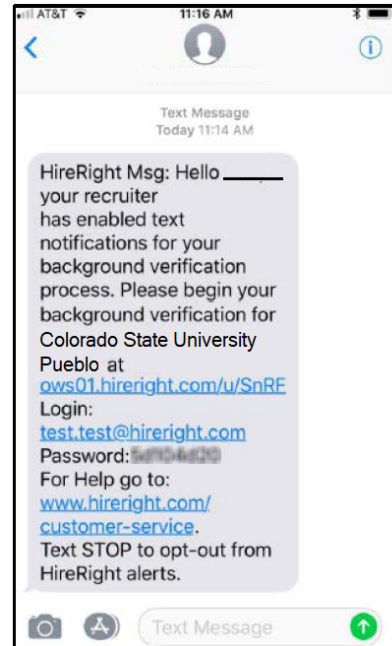 AT&T 11:16 AM
Text Message
Today 11:14 AM
HireRight Msg: Hello
your recruiter
has enabled text
notifications for your
background verification
process. Please begin your
background verification for
Colorado State University
Pueblo at
ows01.hireright.com/u/SnRF
Login:
test.test@hireright.com
Password:
For Help go to:
www.hireright.com/
customer-service.
Text STOP to opt-out from
HireRight alerts.
Text Message